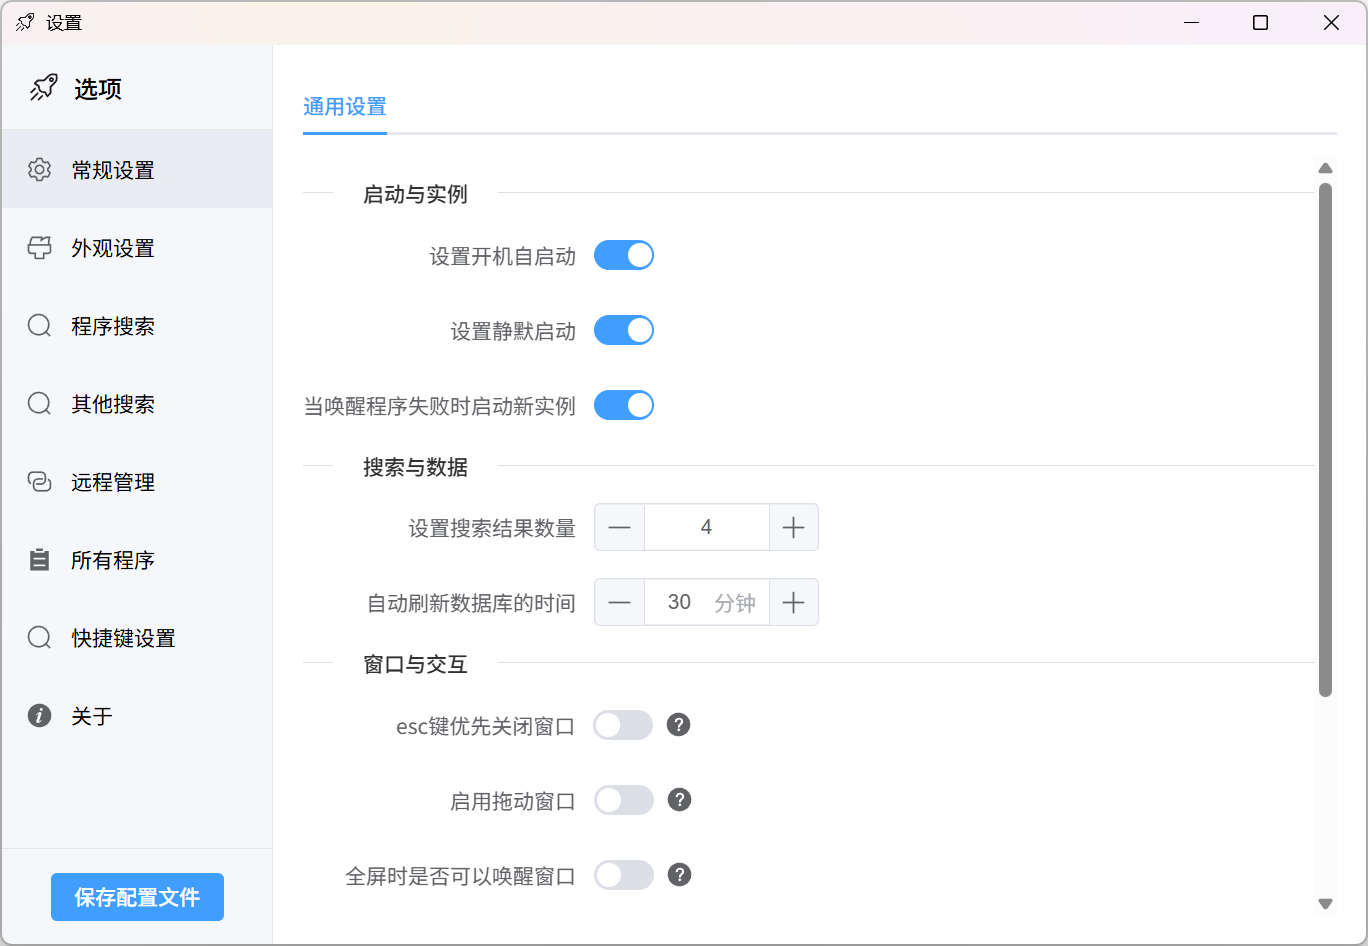 设置
选项
常规设置
外观设置
程序搜索
其他搜索
远程管理
所有程序
快捷键设置
关于
保存配置文件
通用设置
启动与实例
设置开机自启动
设置静默启动
当唤醒程序失败时启动新实例
搜索与数据
设置搜索结果数量 4
自动刷新数据库的时间 30 分钟
窗口与交互
esc键优先关闭窗口
启用拖动窗口
全屏时是否可以唤醒窗口